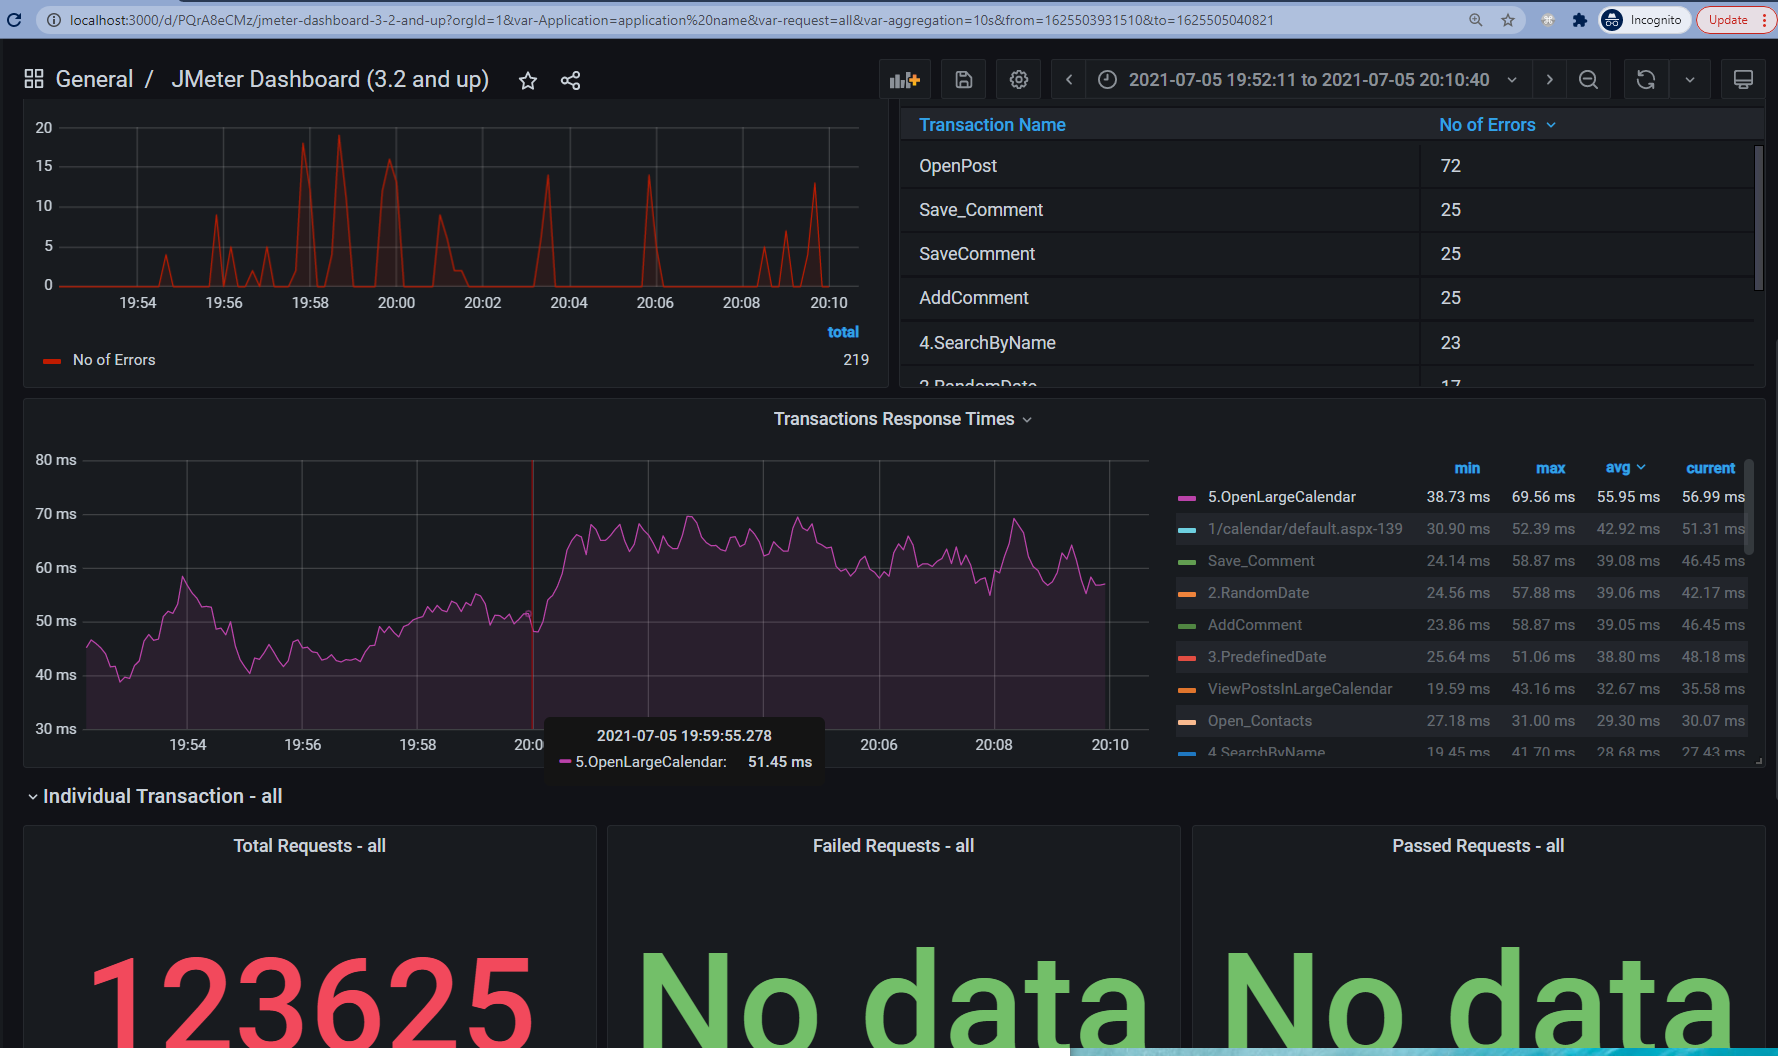 localhost:3000/d/PQrA8eCMz/jmeter-dashboard-3-2-and-up?orgId=1&var-Application=application%20name&var-request=all&var-aggregation=10s&from=1625503931510&to=1625505040821
Incognito
Update
General / JMeter Dashboard (3.2 and up)
2021-07-05 19:52:11 to 2021-07-05 20:10:40
20
15
10
5
0
19:54 19:56 19:58 20:00 20:02 20:04 20:06 20:08 20:10
total
No of Errors 219
Transaction Name No of Errors
OpenPost 72
Save_Comment 25
SaveComment 25
AddComment 25
4.SearchByName 23
2.RandomDate 17
Transactions Response Times
80 ms
70 ms
60 ms
50 ms
40 ms
30 ms
19:54 19:56 19:58 20:0 20:06 20:08 20:10
2021-07-05 19:59:55.278
5.OpenLargeCalendar: 51.45 ms
min max avg current
5.OpenLargeCalendar 38.73 ms 69.56 ms 55.95 ms 56.99 ms
1/calendar/default.aspx-139 30.90 ms 52.39 ms 42.92 ms 51.31 ms
Save_Comment 24.14 ms 58.87 ms 39.08 ms 46.45 ms
2.RandomDate 24.56 ms 57.88 ms 39.06 ms 42.17 ms
AddComment 23.86 ms 58.87 ms 39.05 ms 46.45 ms
3.PredefinedDate 25.64 ms 51.06 ms 38.80 ms 48.18 ms
ViewPostsInLargeCalendar 19.59 ms 43.16 ms 32.67 ms 35.58 ms
Open_Contacts 27.18 ms 31.00 ms 29.30 ms 30.07 ms
4.SearchByName 19.45 ms 41.70 ms 28.68 ms 27.43 ms
Individual Transaction - all
Total Requests - all
123625
Failed Requests - all
No data
Passed Requests - all
No data